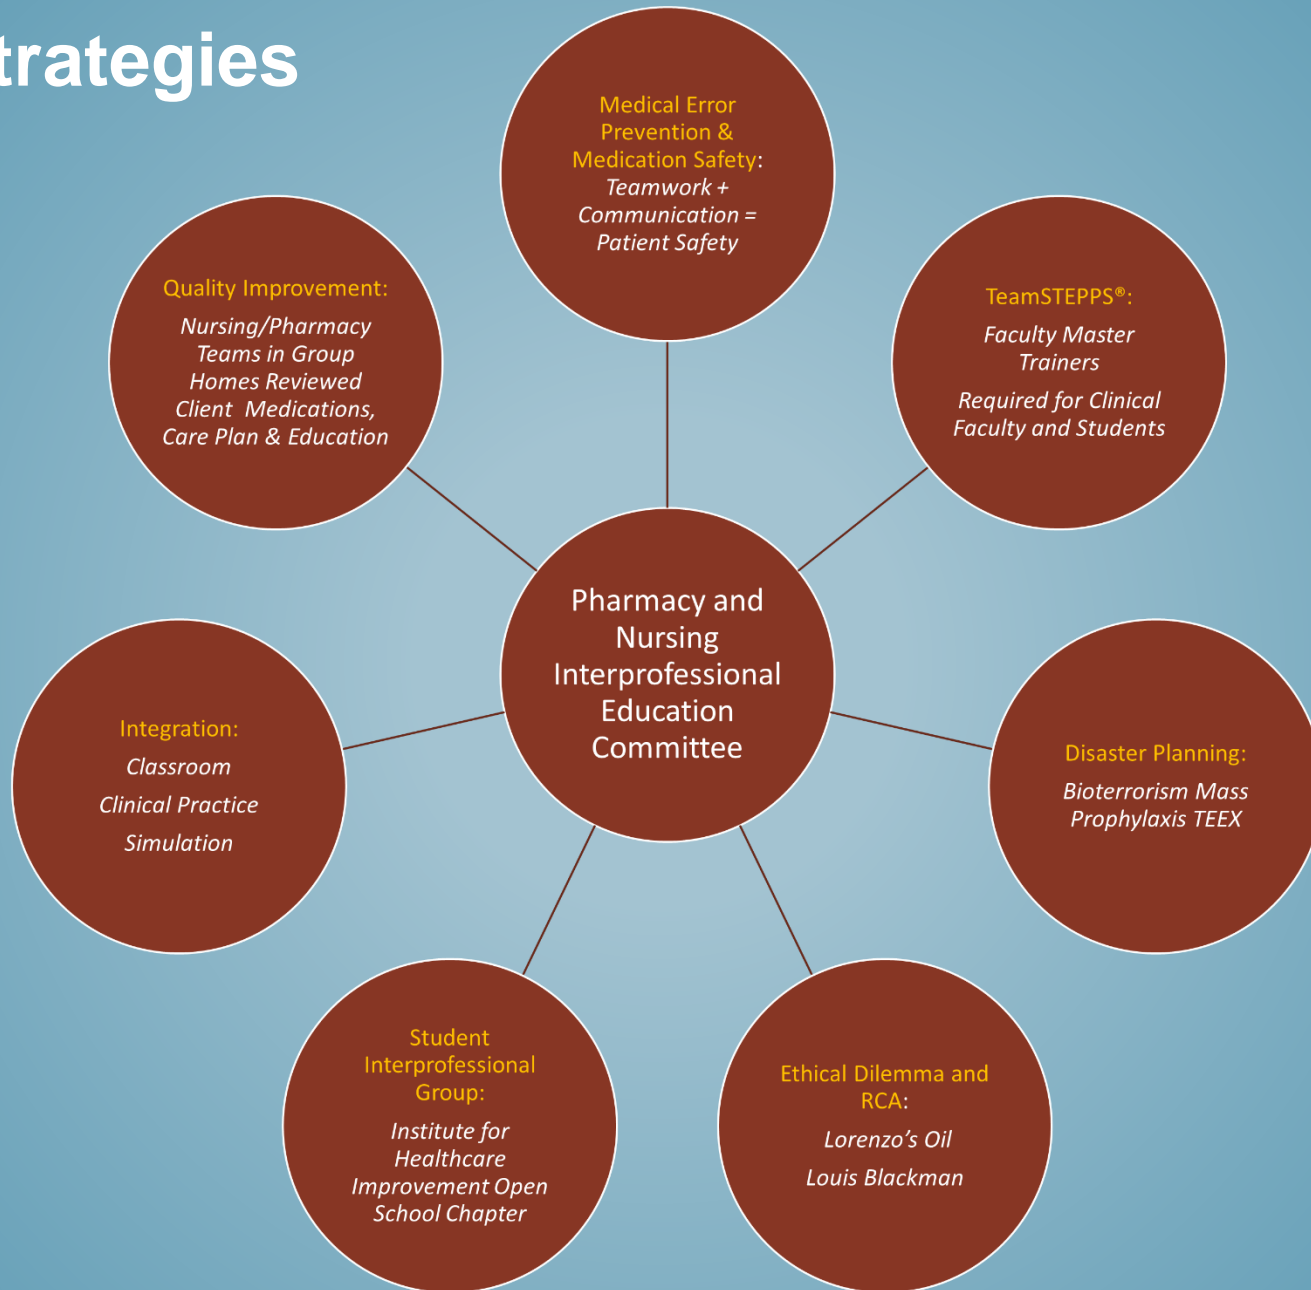 trategies
Medical Error
Prevention &
Medication Safety:
Teamwork +
Communication =
Patient Safety
Quality Improvement:
Nursing/Pharmacy
Teams in Group
Homes Reviewed
Client Medications,
Care Plan & Education
TeamSTEPPS®:
Faculty Master
Trainers
Required for Clinical
Faculty and Students
Pharmacy and
Nursing
Interprofessional
Education
Committee
Integration:
Classroom
Clinical Practice
Simulation
Disaster Planning:
Bioterrorism Mass
Prophylaxis TEEX
Student
Interprofessional
Group:
Institute for
Healthcare
Improvement Open
School Chapter
Ethical Dilemma and
RCA:
Lorenzo’s Oil
Louis Blackman